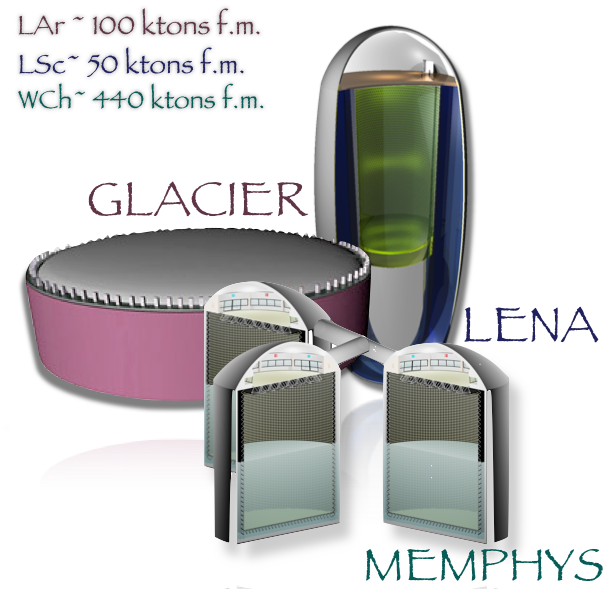 LAr ~ 100 ktons f.m.
LSc~ 50 ktons f.m.
WCh~ 440 ktons f.m.
GLACIER
LENA
MEMPHYS